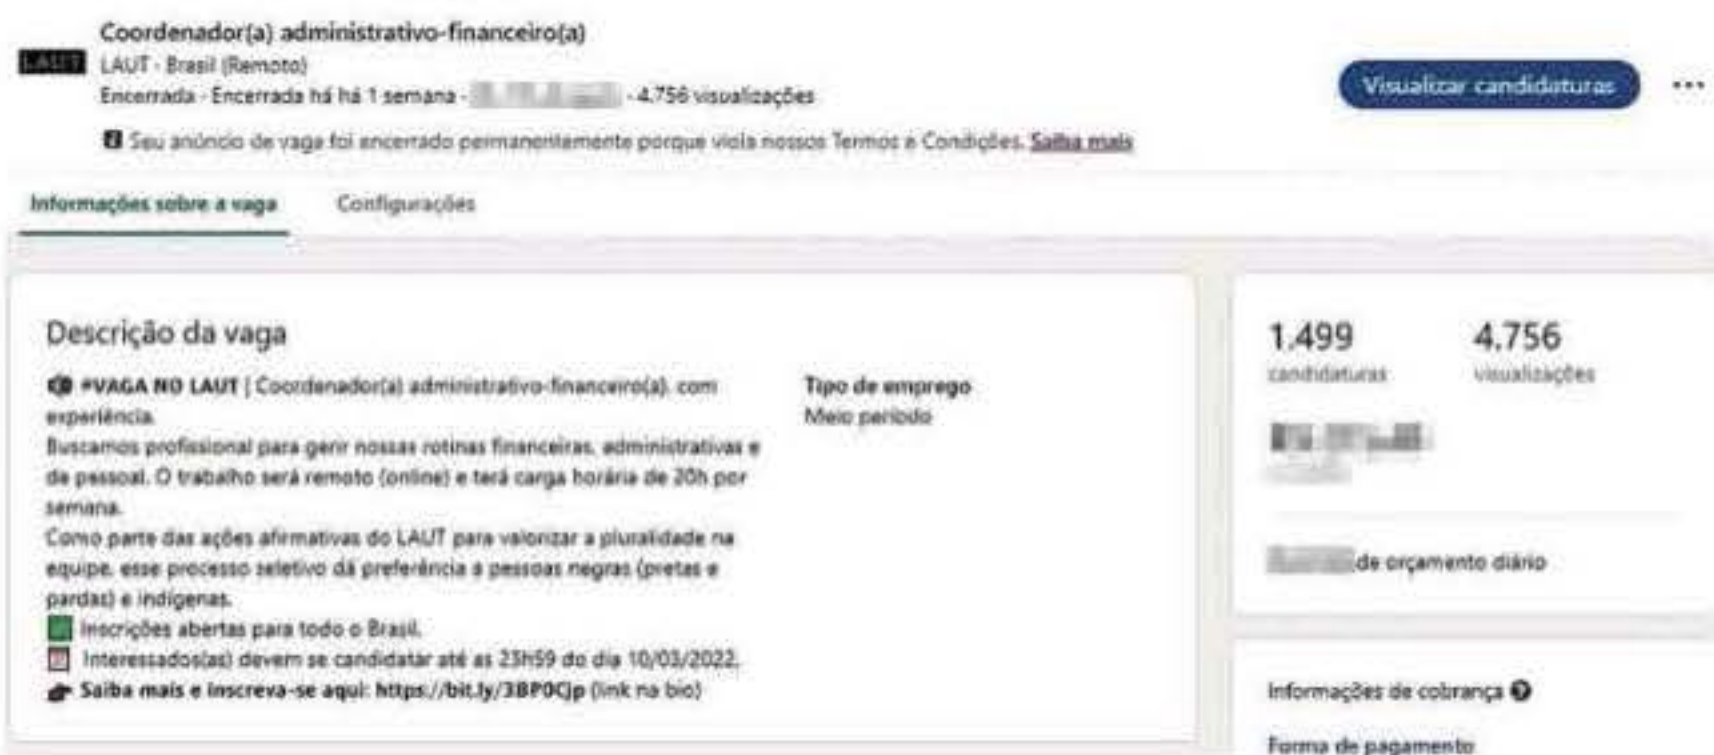 Coordenador(a) administrativo-financeiro(a)
LAUT
LAUT - Brasil (Remoto)
Encerrada - Encerrada há há 1 semana - - 4.756 visualizações
Visualizar candidaturas
Seu anúncio de vaga foi encerrado permanentemente porque viola nossos Termos e Condições. Saiba mais
Informações sobre a vaga
Configurações
Descrição da vaga
#VAGA NO LAUT | Coordenador(a) administrativo-financeiro(a), com
experiência.
Buscamos profissional para gerir nossas rotinas financeiras, administrativas e
de pessoal. O trabalho será remoto (online) e terá carga horária de 20h por
semana.
Como parte das ações afirmativas do LAUT para valorizar a pluralidade na
equipe, esse processo seletivo dá preferência a pessoas negras (pretas e
pardas) e indígenas.
Inscrições abertas para todo o Brasil.
Interessados(as) devem se candidatar até as 23h59 do dia 10/03/2022.
Saiba mais e inscreva-se aqui: https://bit.ly/3BP0Cjp (link na bio)
Tipo de emprego
Meio período
1.499
candidaturas
4.756
visualizações
de orçamento diário
Informações de cobrança
Forma de pagamento